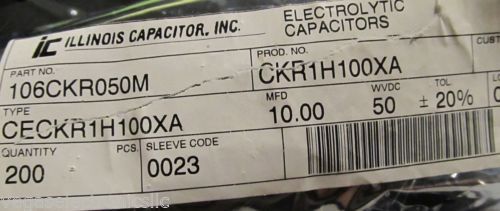 ic ILLINOIS CAPACITOR, INC.
ELECTROLYTIC
CAPACITORS
PART NO.
106CKR050M
PROD. NO.
CKR1H100XA
CUST
TYPE
CECKR1H100XA
MFD
10.00
WVDC
50
TOL
± 20%
QUANTITY
200
PCS.
SLEEVE CODE
0023